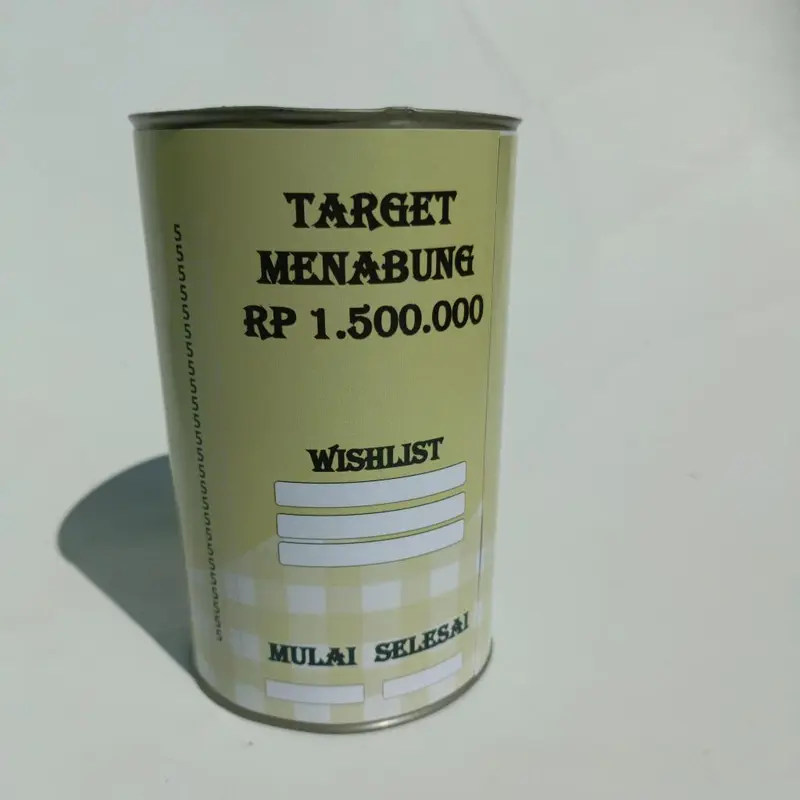 TARGET
MENABUNG
RP 1.500.000
WISHLIST
MULAI SELESAI